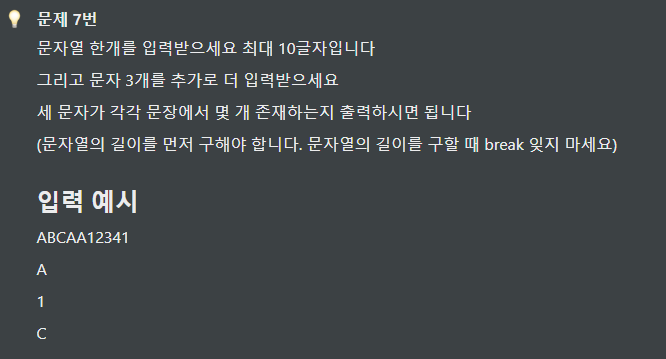 문제 7번
문자열 한개를 입력받으세요 최대 10글자입니다
그리고 문자 3개를 추가로 더 입력받으세요
세 문자가 각각 문장에서 몇 개 존재하는지 출력하시면 됩니다
(문자열의 길이를 먼저 구해야 합니다. 문자열의 길이를 구할 때 break 잊지 마세요)
입력 예시
ABCAA12341
A
1
C